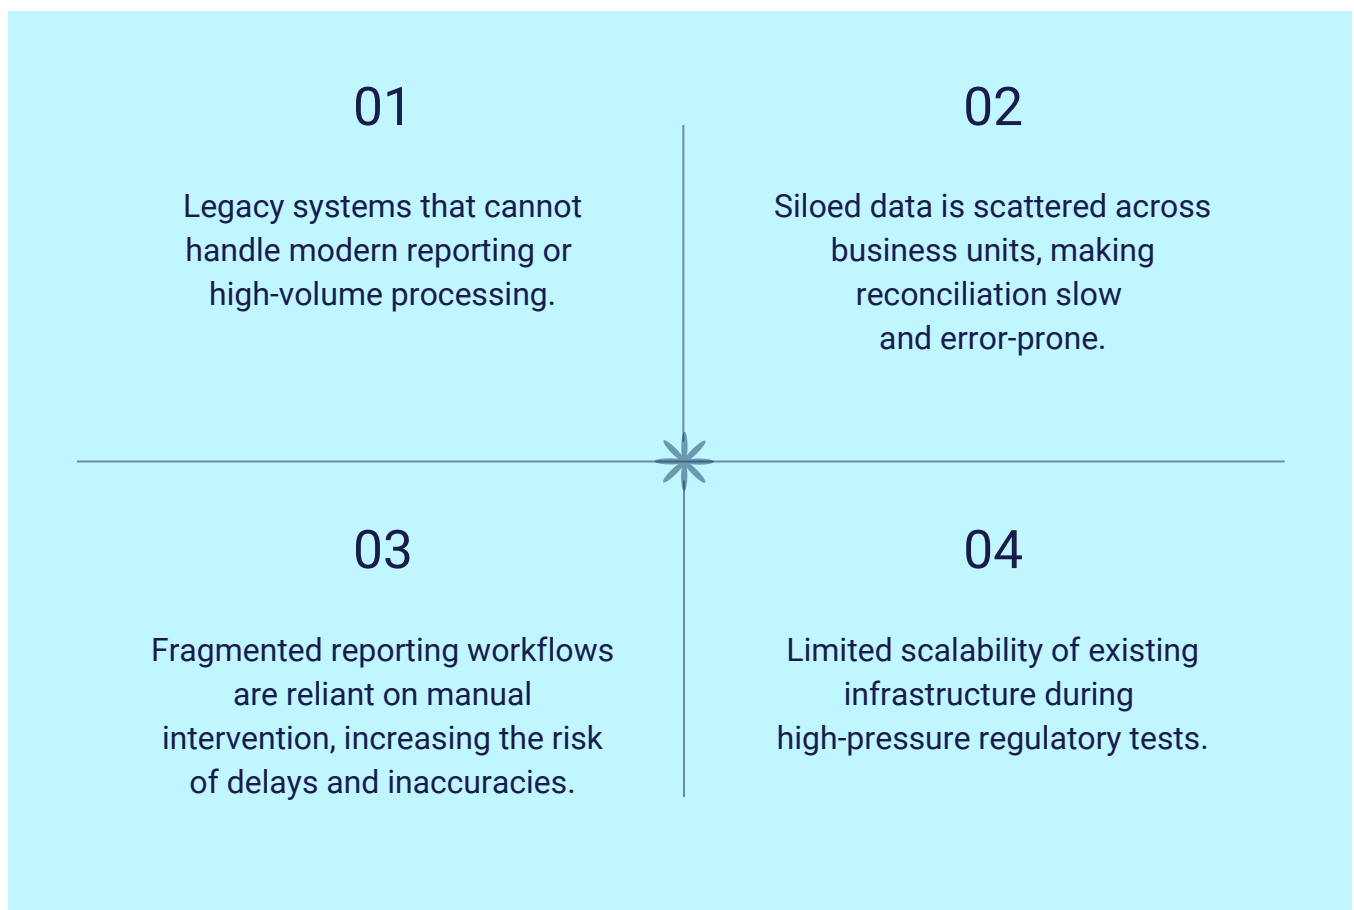 01
Legacy systems that cannot
handle modern reporting or
high-volume processing.
02
Siloed data is scattered across
business units, making
reconciliation slow
and error-prone.
03
Fragmented reporting workflows
are reliant on manual
intervention, increasing the risk
of delays and inaccuracies.
04
Limited scalability of existing
infrastructure during
high-pressure regulatory tests.